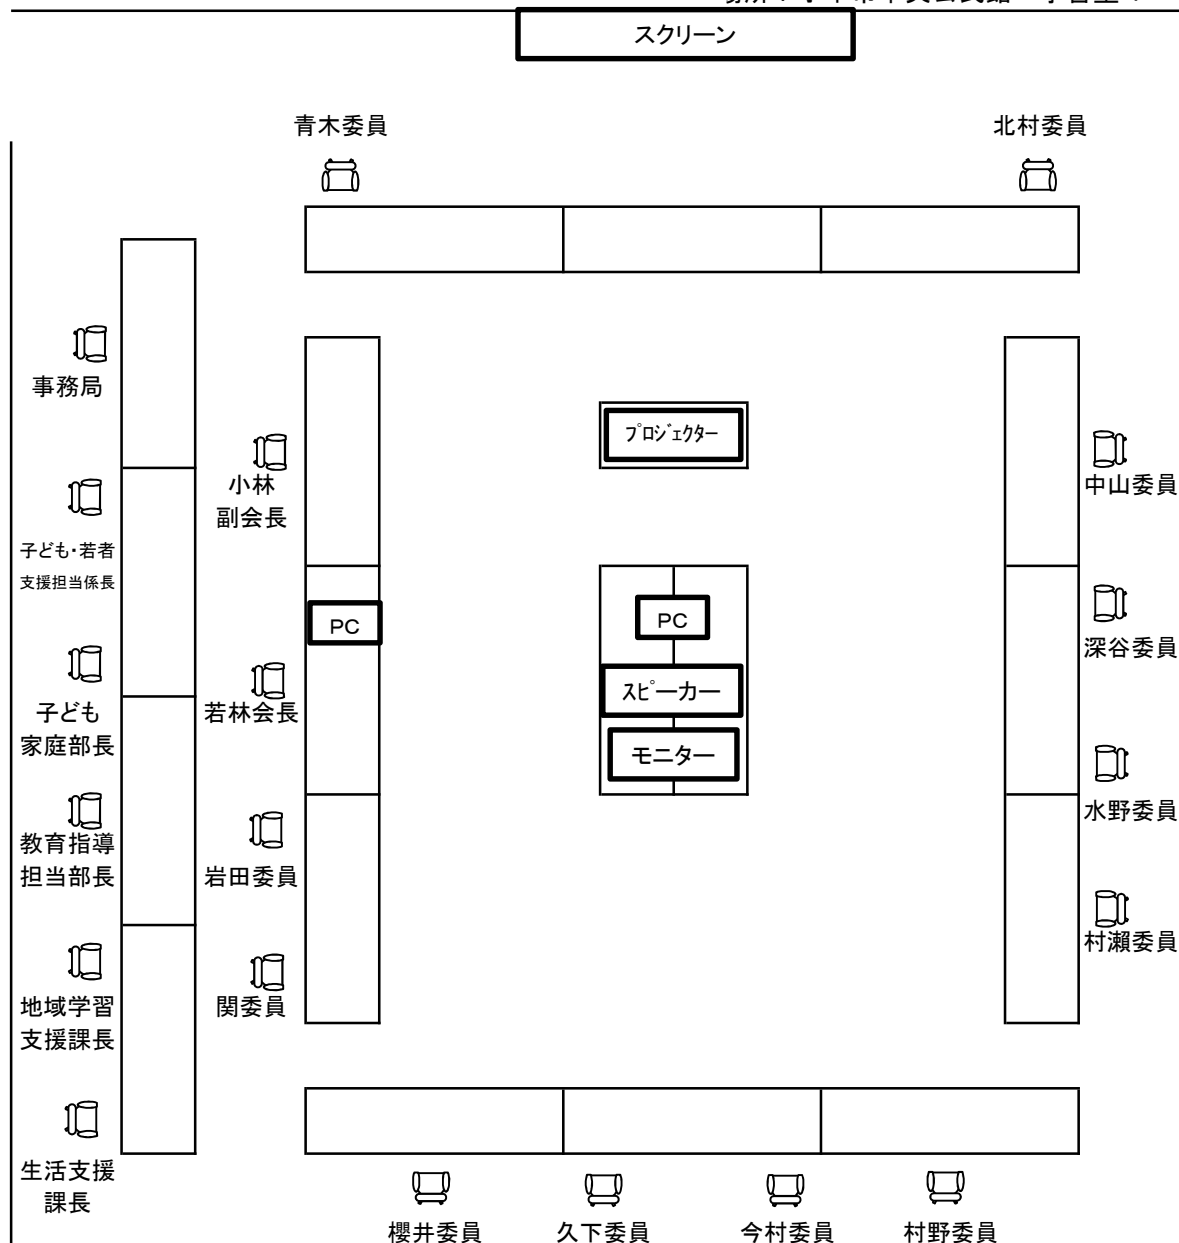 スクリーン
青木委員
北村委員
事務局
子ども・若者
支援担当係長
子ども
家庭部長
教育指導
担当部長
地域学習
支援課長
生活支援
課長
小林
副会長
PC
若林会長
岩田委員
関委員
プロジェクター
PC
スピーカー
モニター
中山委員
深谷委員
水野委員
村瀨委員
櫻井委員
久下委員
今村委員
村野委員